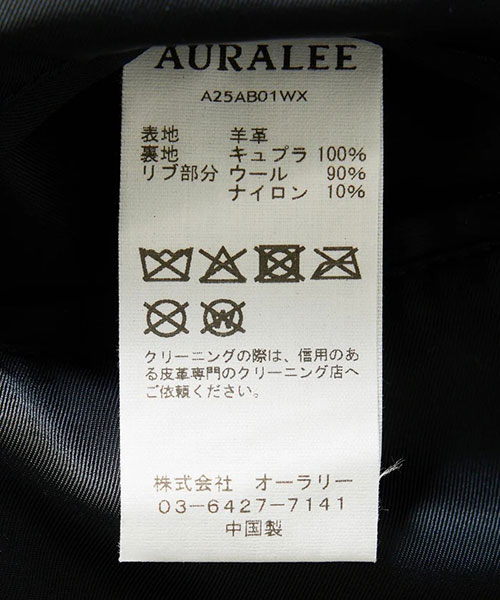 AURALEE
A25AB01WX
表地 羊革
裏地 キュプラ 100%
リブ部分 ウール 90%
ナイロン 10%
W
クリーニングの際は、信用のあ
る皮革専門のクリーニング店へ
ご依頼ください。
株式会社 オーラリー
03-6427-7141
中国製